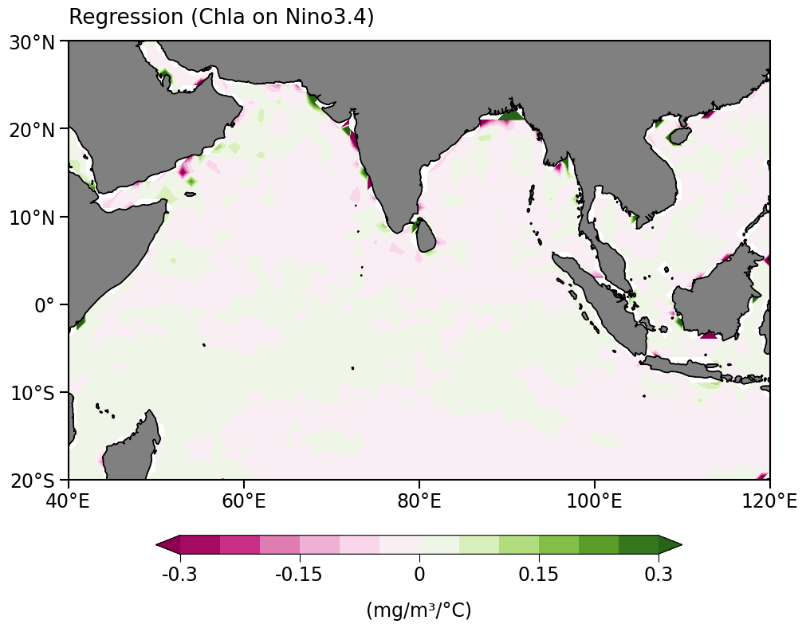 Regression (Chla on Nino3.4)
30°N
20°N
10°N
0°
10°S
20°S
40°E 60°E 80°E 100°E 120°E
-0.3 -0.15 0 0.15 0.3
(mg/m³/°C)